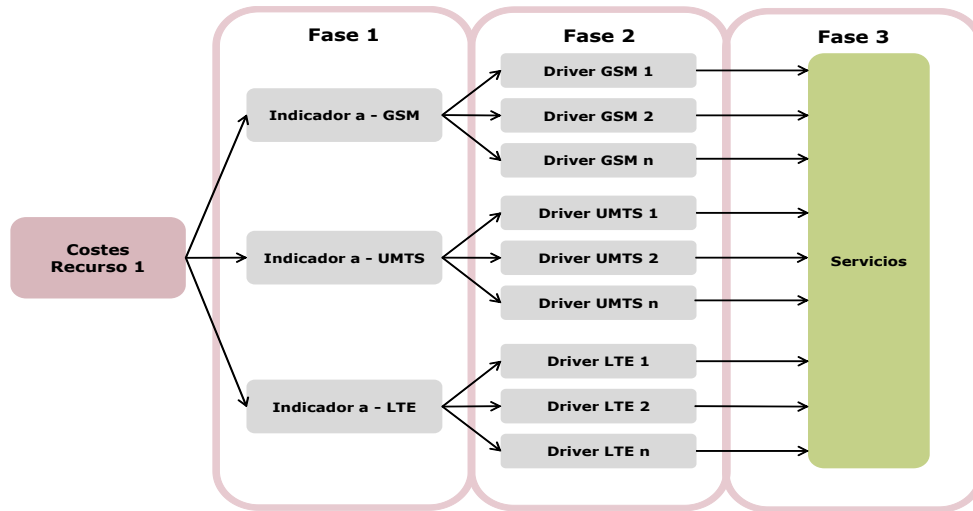 Fase 1
Fase 2
Fase 3
Costes
Recurso 1
Indicador a - GSM
Indicador a - UMTS
Indicador a - LTE
Driver GSM 1
Driver GSM 2
Driver GSM n
Driver UMTS 1
Driver UMTS 2
Driver UMTS n
Driver LTE 1
Driver LTE 2
Driver LTE n
Servicios